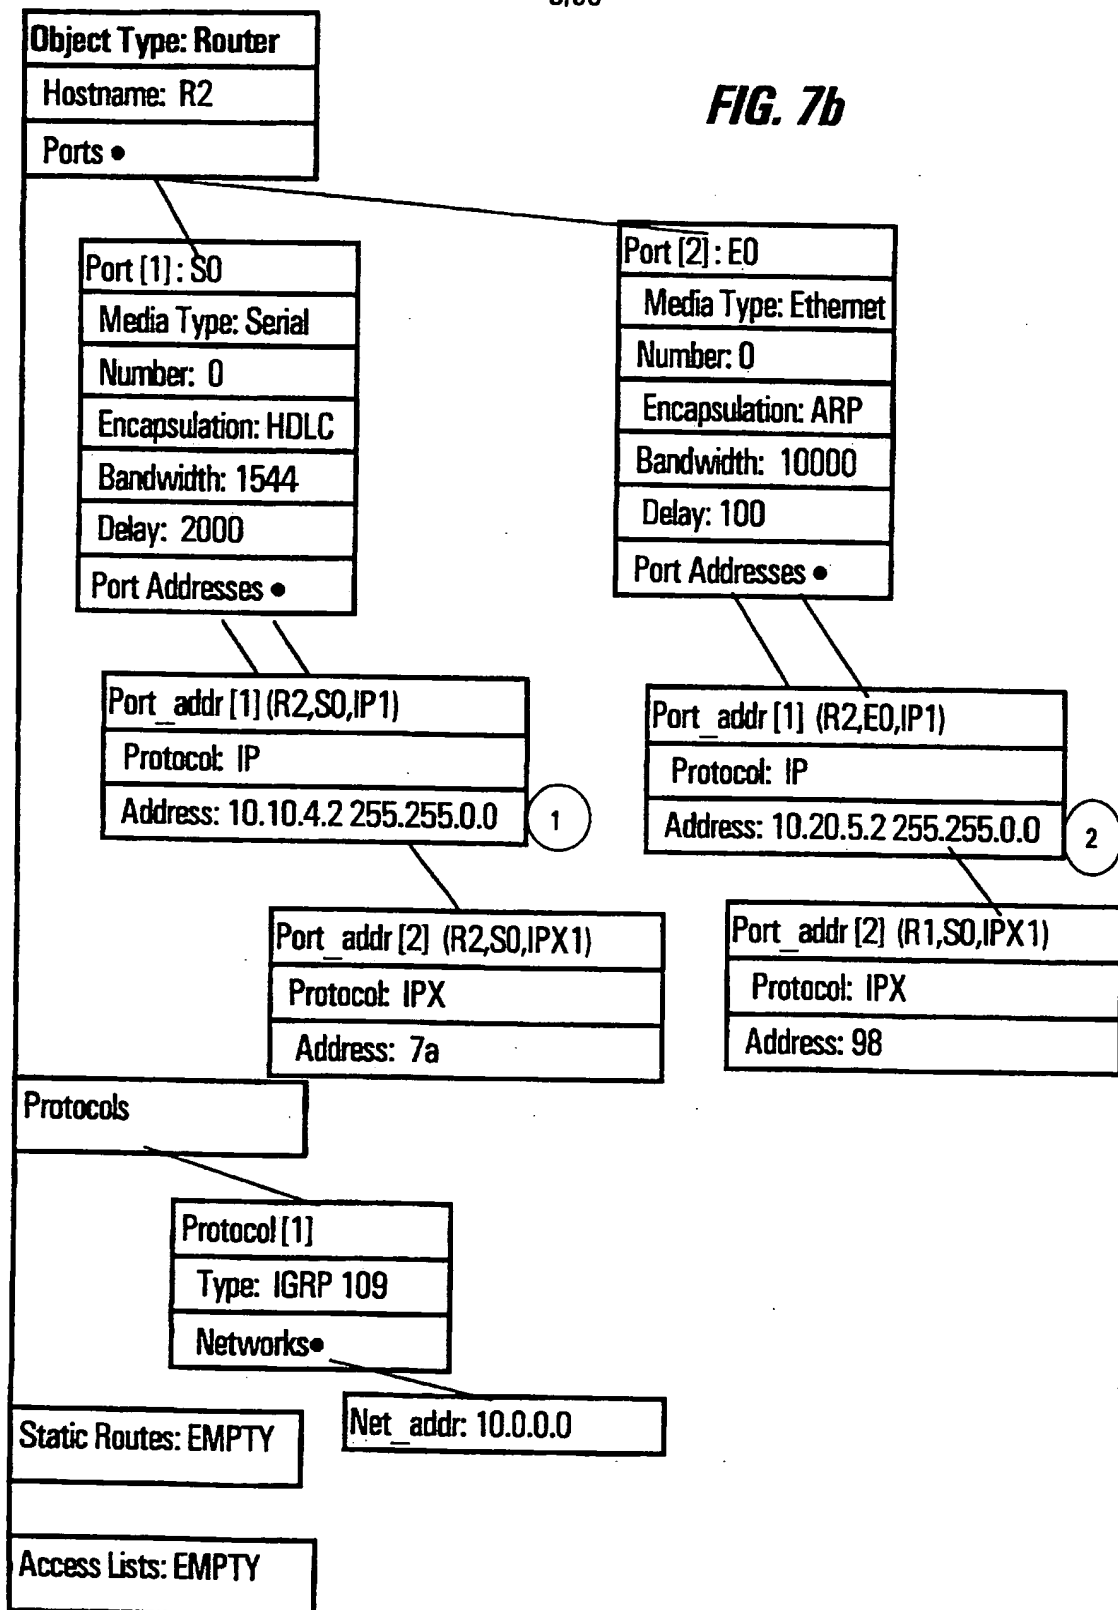 Object Type: Router
Hostname: R2
Ports •
FIG. 7b
Port [1] : S0
Media Type: Serial
Number: 0
Encapsulation: HDLC
Bandwidth: 1544
Delay: 2000
Port Addresses •
Port [2] : E0
Media Type: Ethernet
Number: 0
Encapsulation: ARP
Bandwidth: 10000
Delay: 100
Port Addresses •
Port_addr [1] (R2,S0,IP1)
Protocol: IP
Address: 10.10.4.2 255.255.0.0
1
Port_addr [1] (R2,E0,IP1)
Protocol: IP
Address: 10.20.5.2 255.255.0.0
2
Port_addr [2] (R2,S0,IPX1)
Protocol: IPX
Address: 7a
Port_addr [2] (R1,S0,IPX1)
Protocol: IPX
Address: 98
Protocols
Protocol [1]
Type: IGRP 109
Networks•
Net_addr: 10.0.0.0
Static Routes: EMPTY
Access Lists: EMPTY